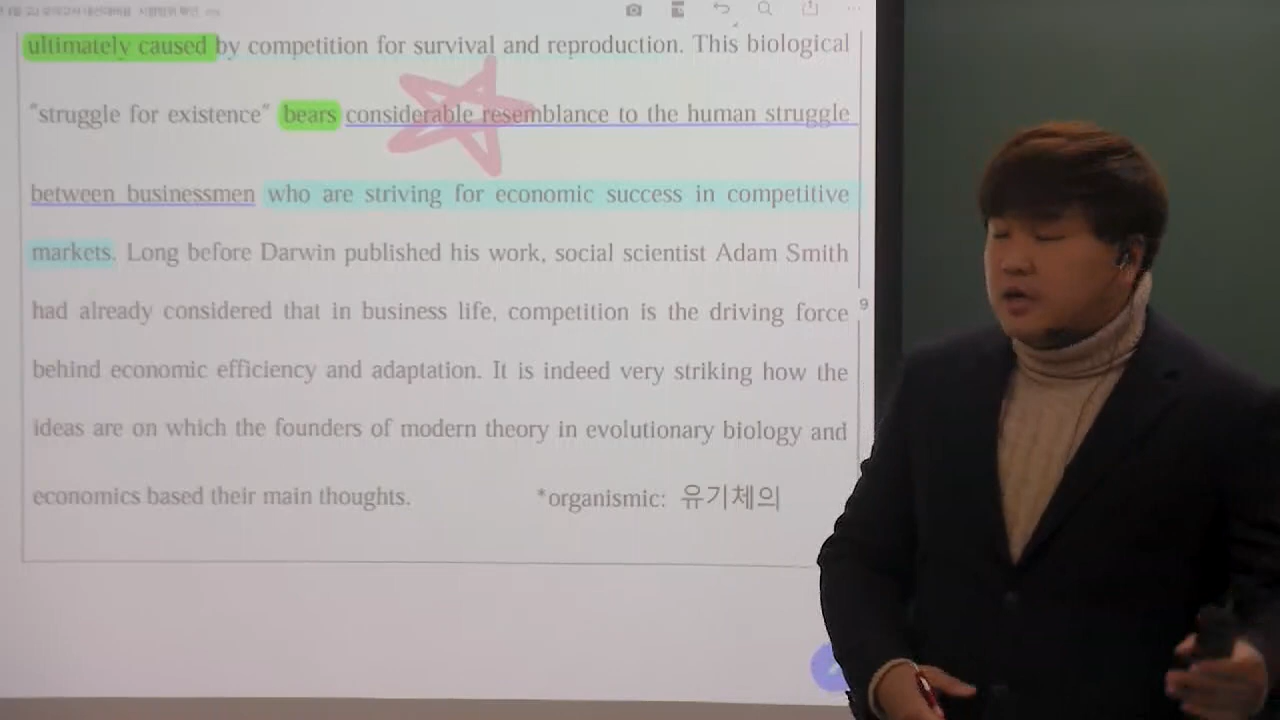 ultimately caused by competition for survival and reproduction. This biological
"struggle for existence" bears considerable resemblance to the human struggle
between businessmen who are striving for economic success in competitive
markets. Long before Darwin published his work, social scientist Adam Smith
had already considered that in business life, competition is the driving force
9
behind economic efficiency and adaptation. It is indeed very striking how the
ideas are on which the founders of modern theory in evolutionary biology and
economics based their main thoughts. *organismic: 유기체의